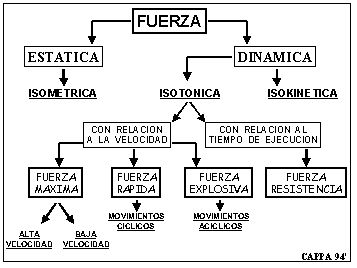 FUERZA
ESTATICA
DINAMICA
ISOMETRICA
ISOTONICA
ISOKINETICA
CON RELACION
A LA VELOCIDAD
CON RELACION AL
TIEMPO DE EJECUCION
FUERZA
MAXIMA
FUERZA
RAPIDA
FUERZA
EXPLOSIVA
FUERZA
RESISTENCIA
ALTA
VELOCIDAD
BAJA
VELOCIDAD
MOVIMIENTOS
CICLICOS
MOVIMIENTOS
ACICLICOS
CAPPA 94'